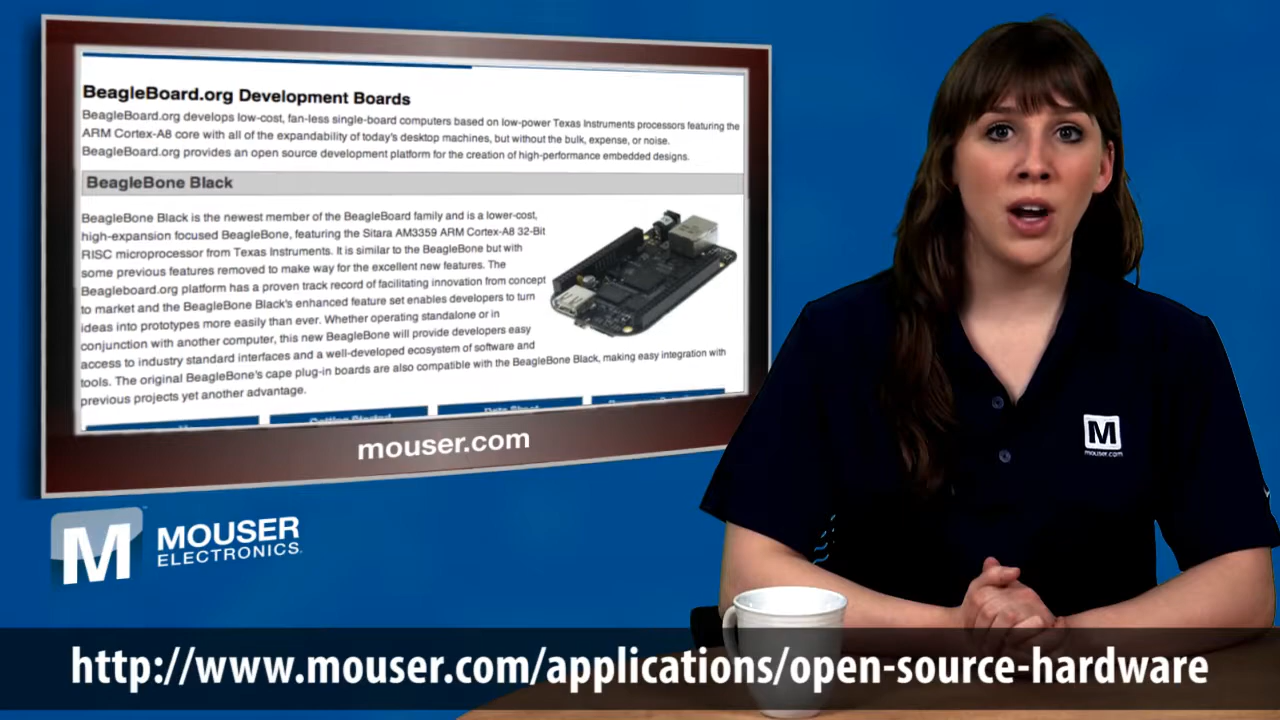 BeagleBoard.org Development Boards
BeagleBoard.org develops low-cost, fan-less single-board computers based on low-power Texas Instruments processors featuring the
ARM Cortex-A8 core with all of the expandability of today's desktop machines, but without the bulk, expense, or noise.
BeagleBoard.org provides an open source development platform for the creation of high-performance embedded designs.
BeagleBone Black
BeagleBone Black is the newest member of the BeagleBoard family and is a lower-cost,
high-expansion focused BeagleBone, featuring the Sitara AM3359 ARM Cortex-A8 32-Bit
RISC microprocessor from Texas Instruments. It is similar to the BeagleBone but with
some previous features removed to make way for the excellent new features. The
Beagleboard.org platform has a proven track record of facilitating innovation from concept
to market and the BeagleBone Black's enhanced feature set enables developers to turn
ideas into prototypes more easily than ever. Whether operating standalone or in
conjunction with another computer, this new BeagleBone will provide developers easy
access to industry standard interfaces and a well-developed ecosystem of software and
tools. The original BeagleBone's cape plug-in boards are also compatible with the BeagleBone Black, making easy integration with
previous projects yet another advantage.
mouser.com
M MOUSER
ELECTRONICS
M
mouser.com
http://www.mouser.com/applications/open-source-hardware